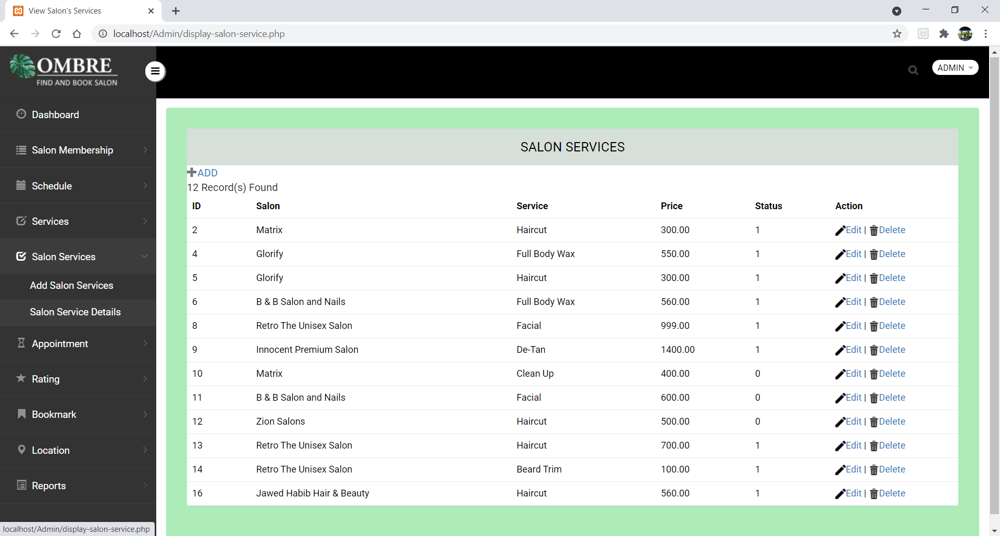 View Salon's Services
localhost/Admin/display-salon-service.php
OMBRE
FIND AND BOOK SALON
ADMIN
Dashboard
Salon Membership
Schedule
Services
Salon Services
Add Salon Services
Salon Service Details
Appointment
Rating
Bookmark
Location
Reports
SALON SERVICES
ADD
12 Record(s) Found
ID Salon Service Price Status Action
2 Matrix Haircut 300.00 1 Edit | Delete
4 Glorify Full Body Wax 550.00 1 Edit | Delete
5 Glorify Haircut 300.00 1 Edit | Delete
6 B & B Salon and Nails Full Body Wax 560.00 1 Edit | Delete
8 Retro The Unisex Salon Facial 999.00 1 Edit | Delete
9 Innocent Premium Salon De-Tan 1400.00 1 Edit | Delete
10 Matrix Clean Up 400.00 0 Edit | Delete
11 B & B Salon and Nails Facial 600.00 0 Edit | Delete
12 Zion Salons Haircut 500.00 0 Edit | Delete
13 Retro The Unisex Salon Haircut 700.00 1 Edit | Delete
14 Retro The Unisex Salon Beard Trim 100.00 1 Edit | Delete
16 Jawed Habib Hair & Beauty Haircut 560.00 1 Edit | Delete
localhost/Admin/display-salon-service.php